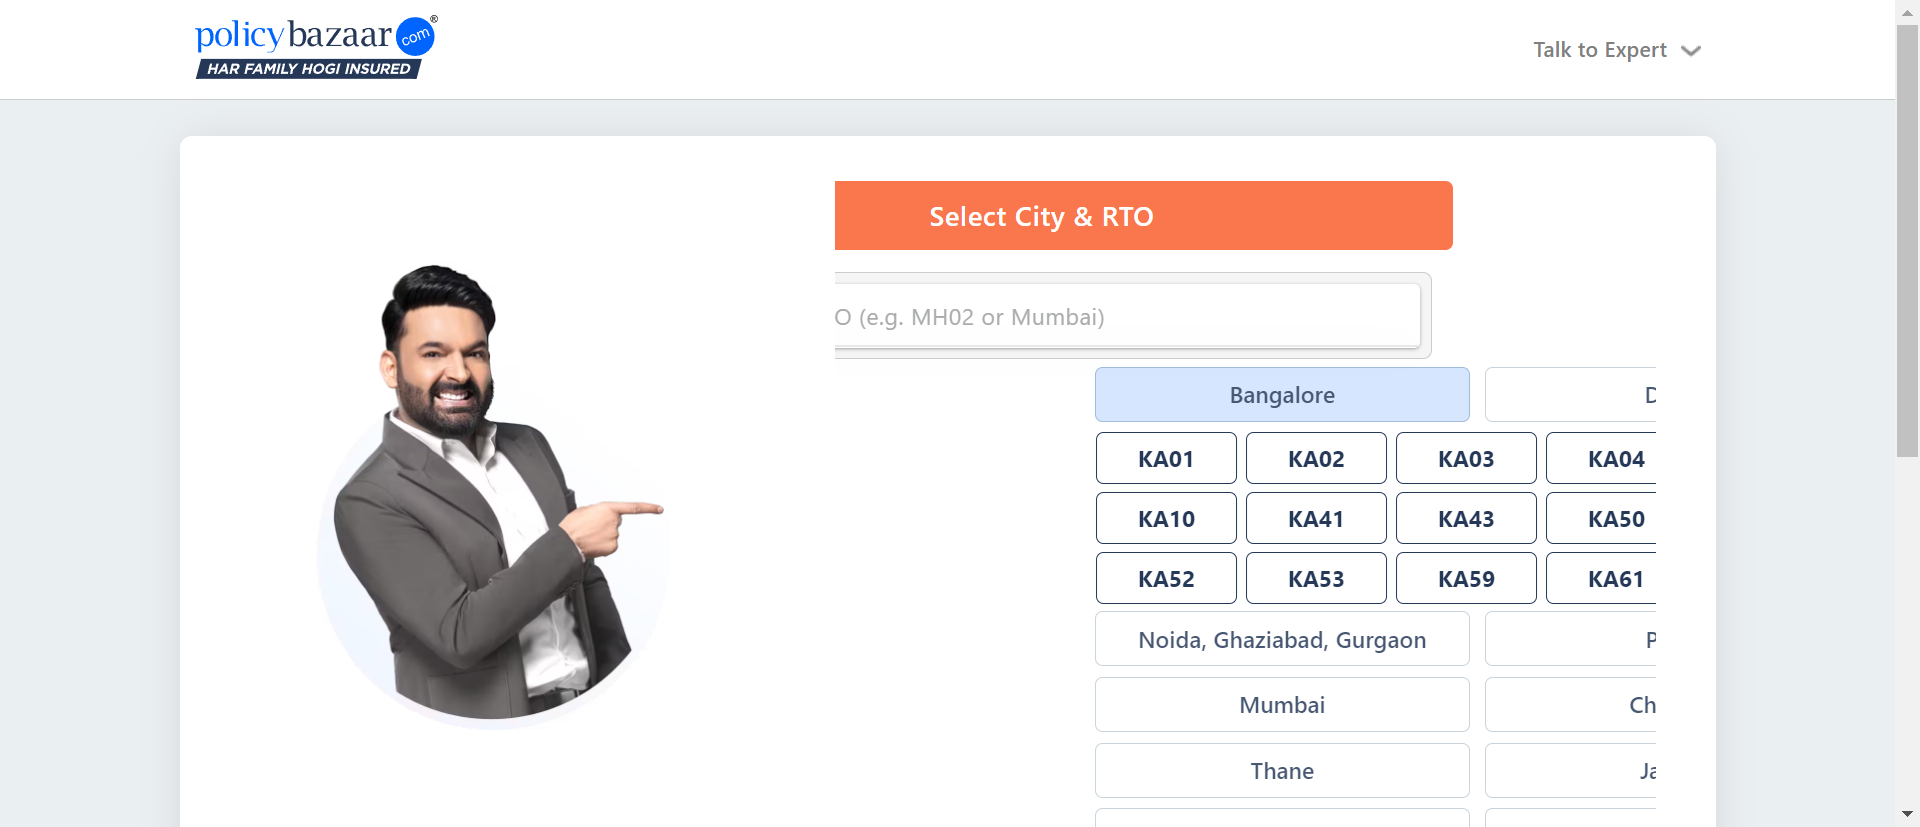 policybazaar.com®
HAR FAMILY HOGI INSURED
Talk to Expert
Select City & RTO
O (e.g. MH02 or Mumbai)
Bangalore
D
KA01 KA02 KA03 KA04
KA10 KA41 KA43 KA50
KA52 KA53 KA59 KA61
Noida, Ghaziabad, Gurgaon
P
Mumbai
Ch
Thane
Ja